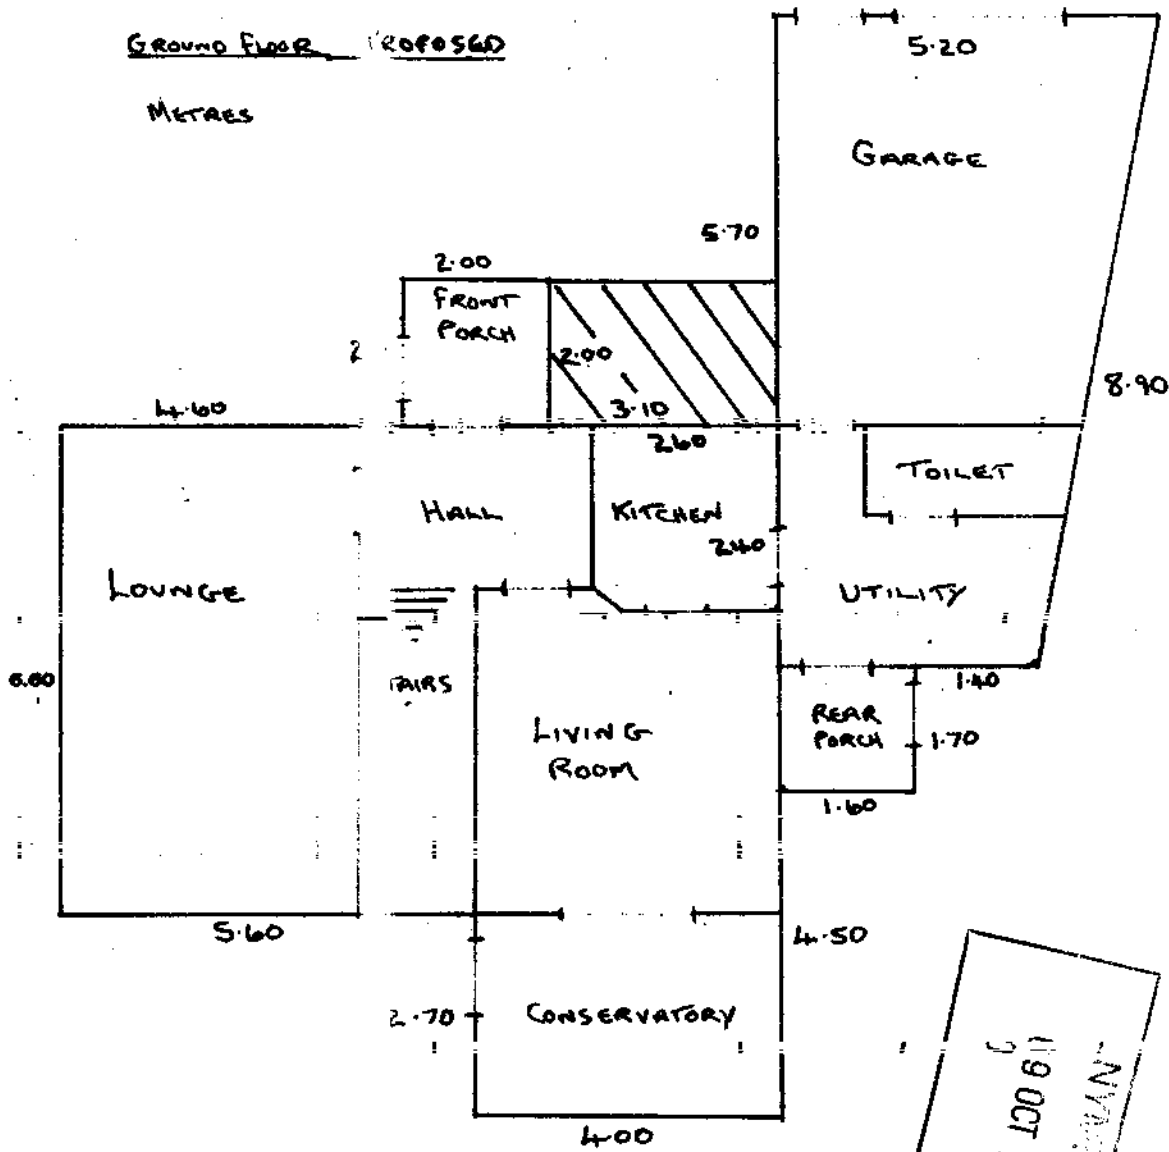 GROUND FLOOR PROPOSED
METRES
5.20
GARAGE
5.70
2.00
FRONT
PORCH
2
2.00
3.10
8.90
4.60
2.60
TOILET
HALL
KITCHEN
2.40
LOUNGE
UTILITY
6.60
1.40
LIVING
ROOM
REAR
PORCH
1.70
1.60
5.60
4.50
2.70
CONSERVATORY
4.00
9 OCT